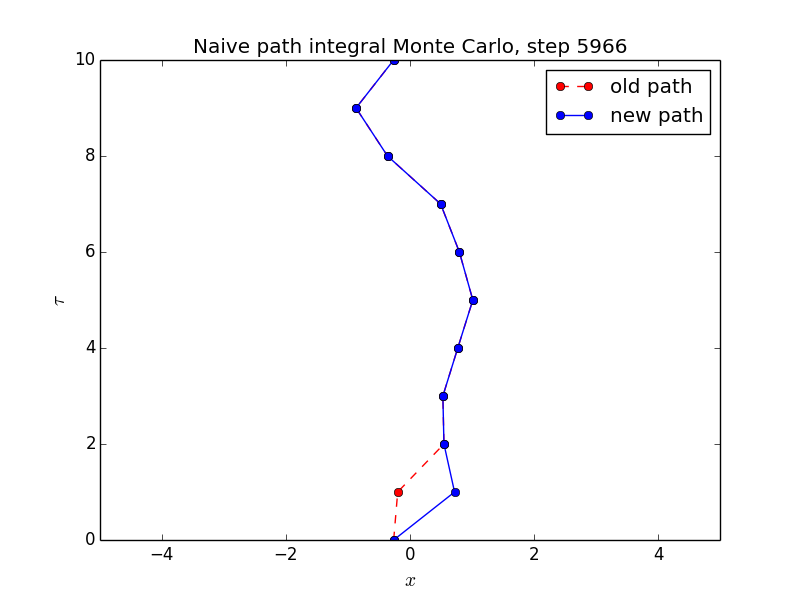 Naive path integral Monte Carlo, step 5966
10
old path
new path
8
6
τ
4
2
0
−4 −2 0 2 4
x